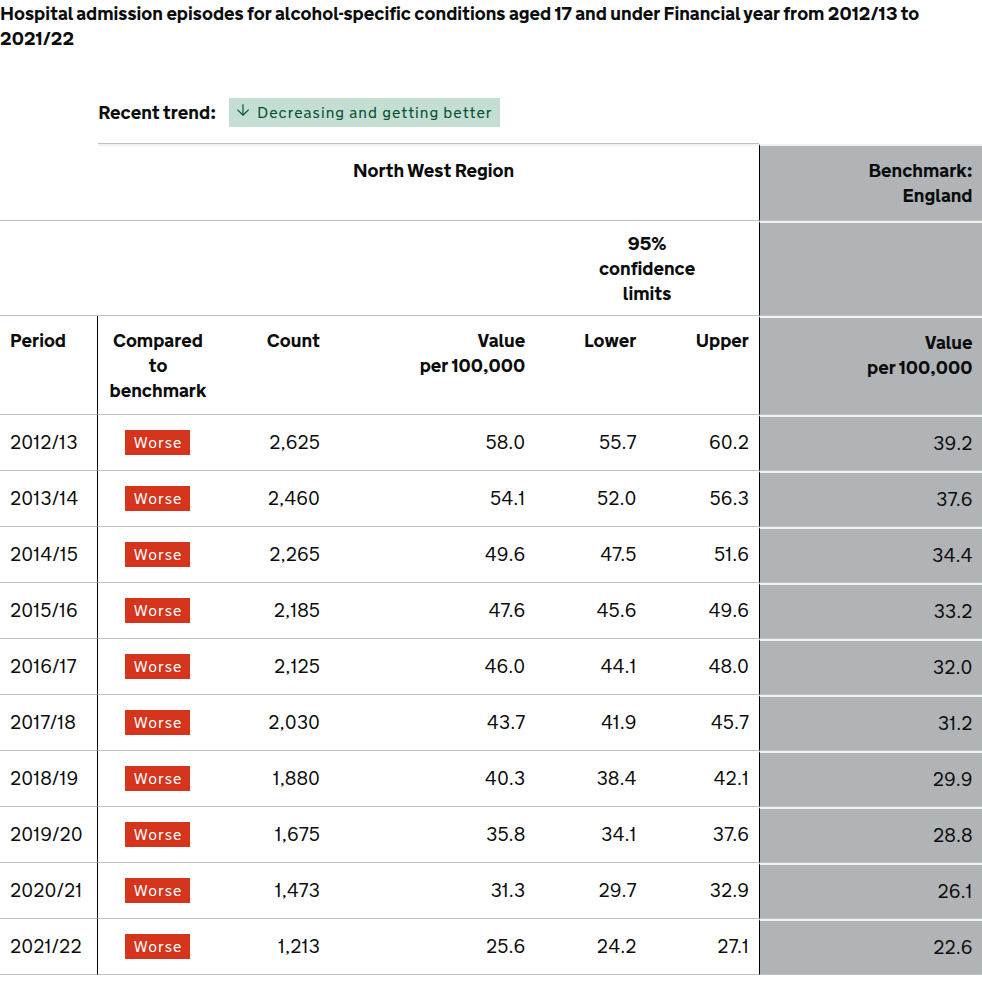 Hospital admission episodes for alcohol-specific conditions aged 17 and under Financial year from 2012/13 to
2021/22
Recent trend: ↓ Decreasing and getting better
North West Region Benchmark:
England
95%
confidence
limits
Period Compared Count Value Lower Upper Value
to per 100,000 per 100,000
benchmark
2012/13 Worse 2,625 58.0 55.7 60.2 39.2
2013/14 Worse 2,460 54.1 52.0 56.3 37.6
2014/15 Worse 2,265 49.6 47.5 51.6 34.4
2015/16 Worse 2,185 47.6 45.6 49.6 33.2
2016/17 Worse 2,125 46.0 44.1 48.0 32.0
2017/18 Worse 2,030 43.7 41.9 45.7 31.2
2018/19 Worse 1,880 40.3 38.4 42.1 29.9
2019/20 Worse 1,675 35.8 34.1 37.6 28.8
2020/21 Worse 1,473 31.3 29.7 32.9 26.1
2021/22 Worse 1,213 25.6 24.2 27.1 22.6